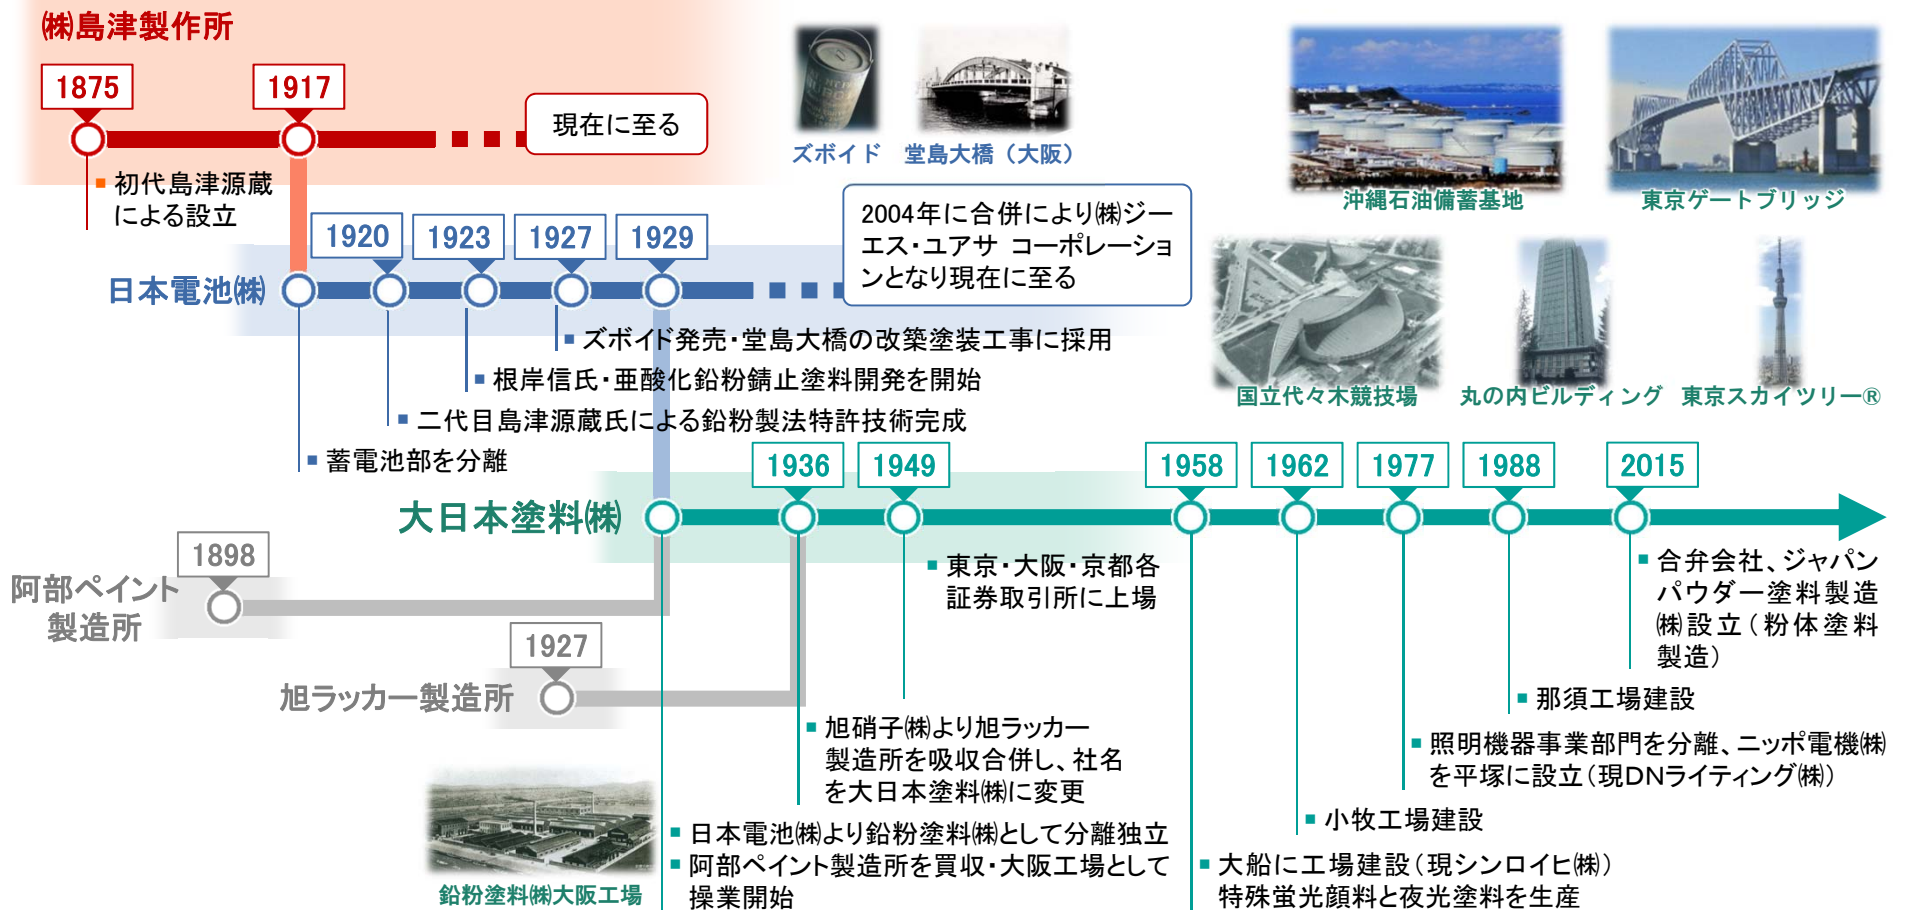 ㈱島津製作所
1875
1917
現在に至る
初代島津源蔵
による設立
ズボイド
堂島大橋（大阪）
沖縄石油備蓄基地
東京ゲートブリッジ
日本電池㈱
1920
1923
1927
1929
2004年に合併により㈱ジー
エス・ユアサ コーポレーショ
ンとなり現在に至る
ズボイド発売・堂島大橋の改築塗装工事に採用
根岸信氏・亜酸化鉛粉錆止塗料開発を開始
二代目島津源蔵氏による鉛粉製法特許技術完成
蓄電池部を分離
国立代々木競技場
丸の内ビルディング
東京スカイツリー®
大日本塗料㈱
1936
1949
1958
1962
1977
1988
2015
阿部ペイント
製造所
1898
旭ラッカー製造所
1927
東京・大阪・京都各
証券取引所に上場
合弁会社、ジャパン
パウダー塗料製造
㈱設立（粉体塗料
製造）
那須工場建設
旭硝子㈱より旭ラッカー
製造所を吸収合併し、社名
を大日本塗料㈱に変更
照明機器事業部門を分離、ニッポ電機㈱
を平塚に設立（現DNライティング㈱）
小牧工場建設
日本電池㈱より鉛粉塗料㈱として分離独立
阿部ペイント製造所を買収・大阪工場として
操業開始
大船に工場建設（現シンロイヒ㈱）
特殊蛍光顔料と夜光塗料を生産
鉛粉塗料㈱大阪工場